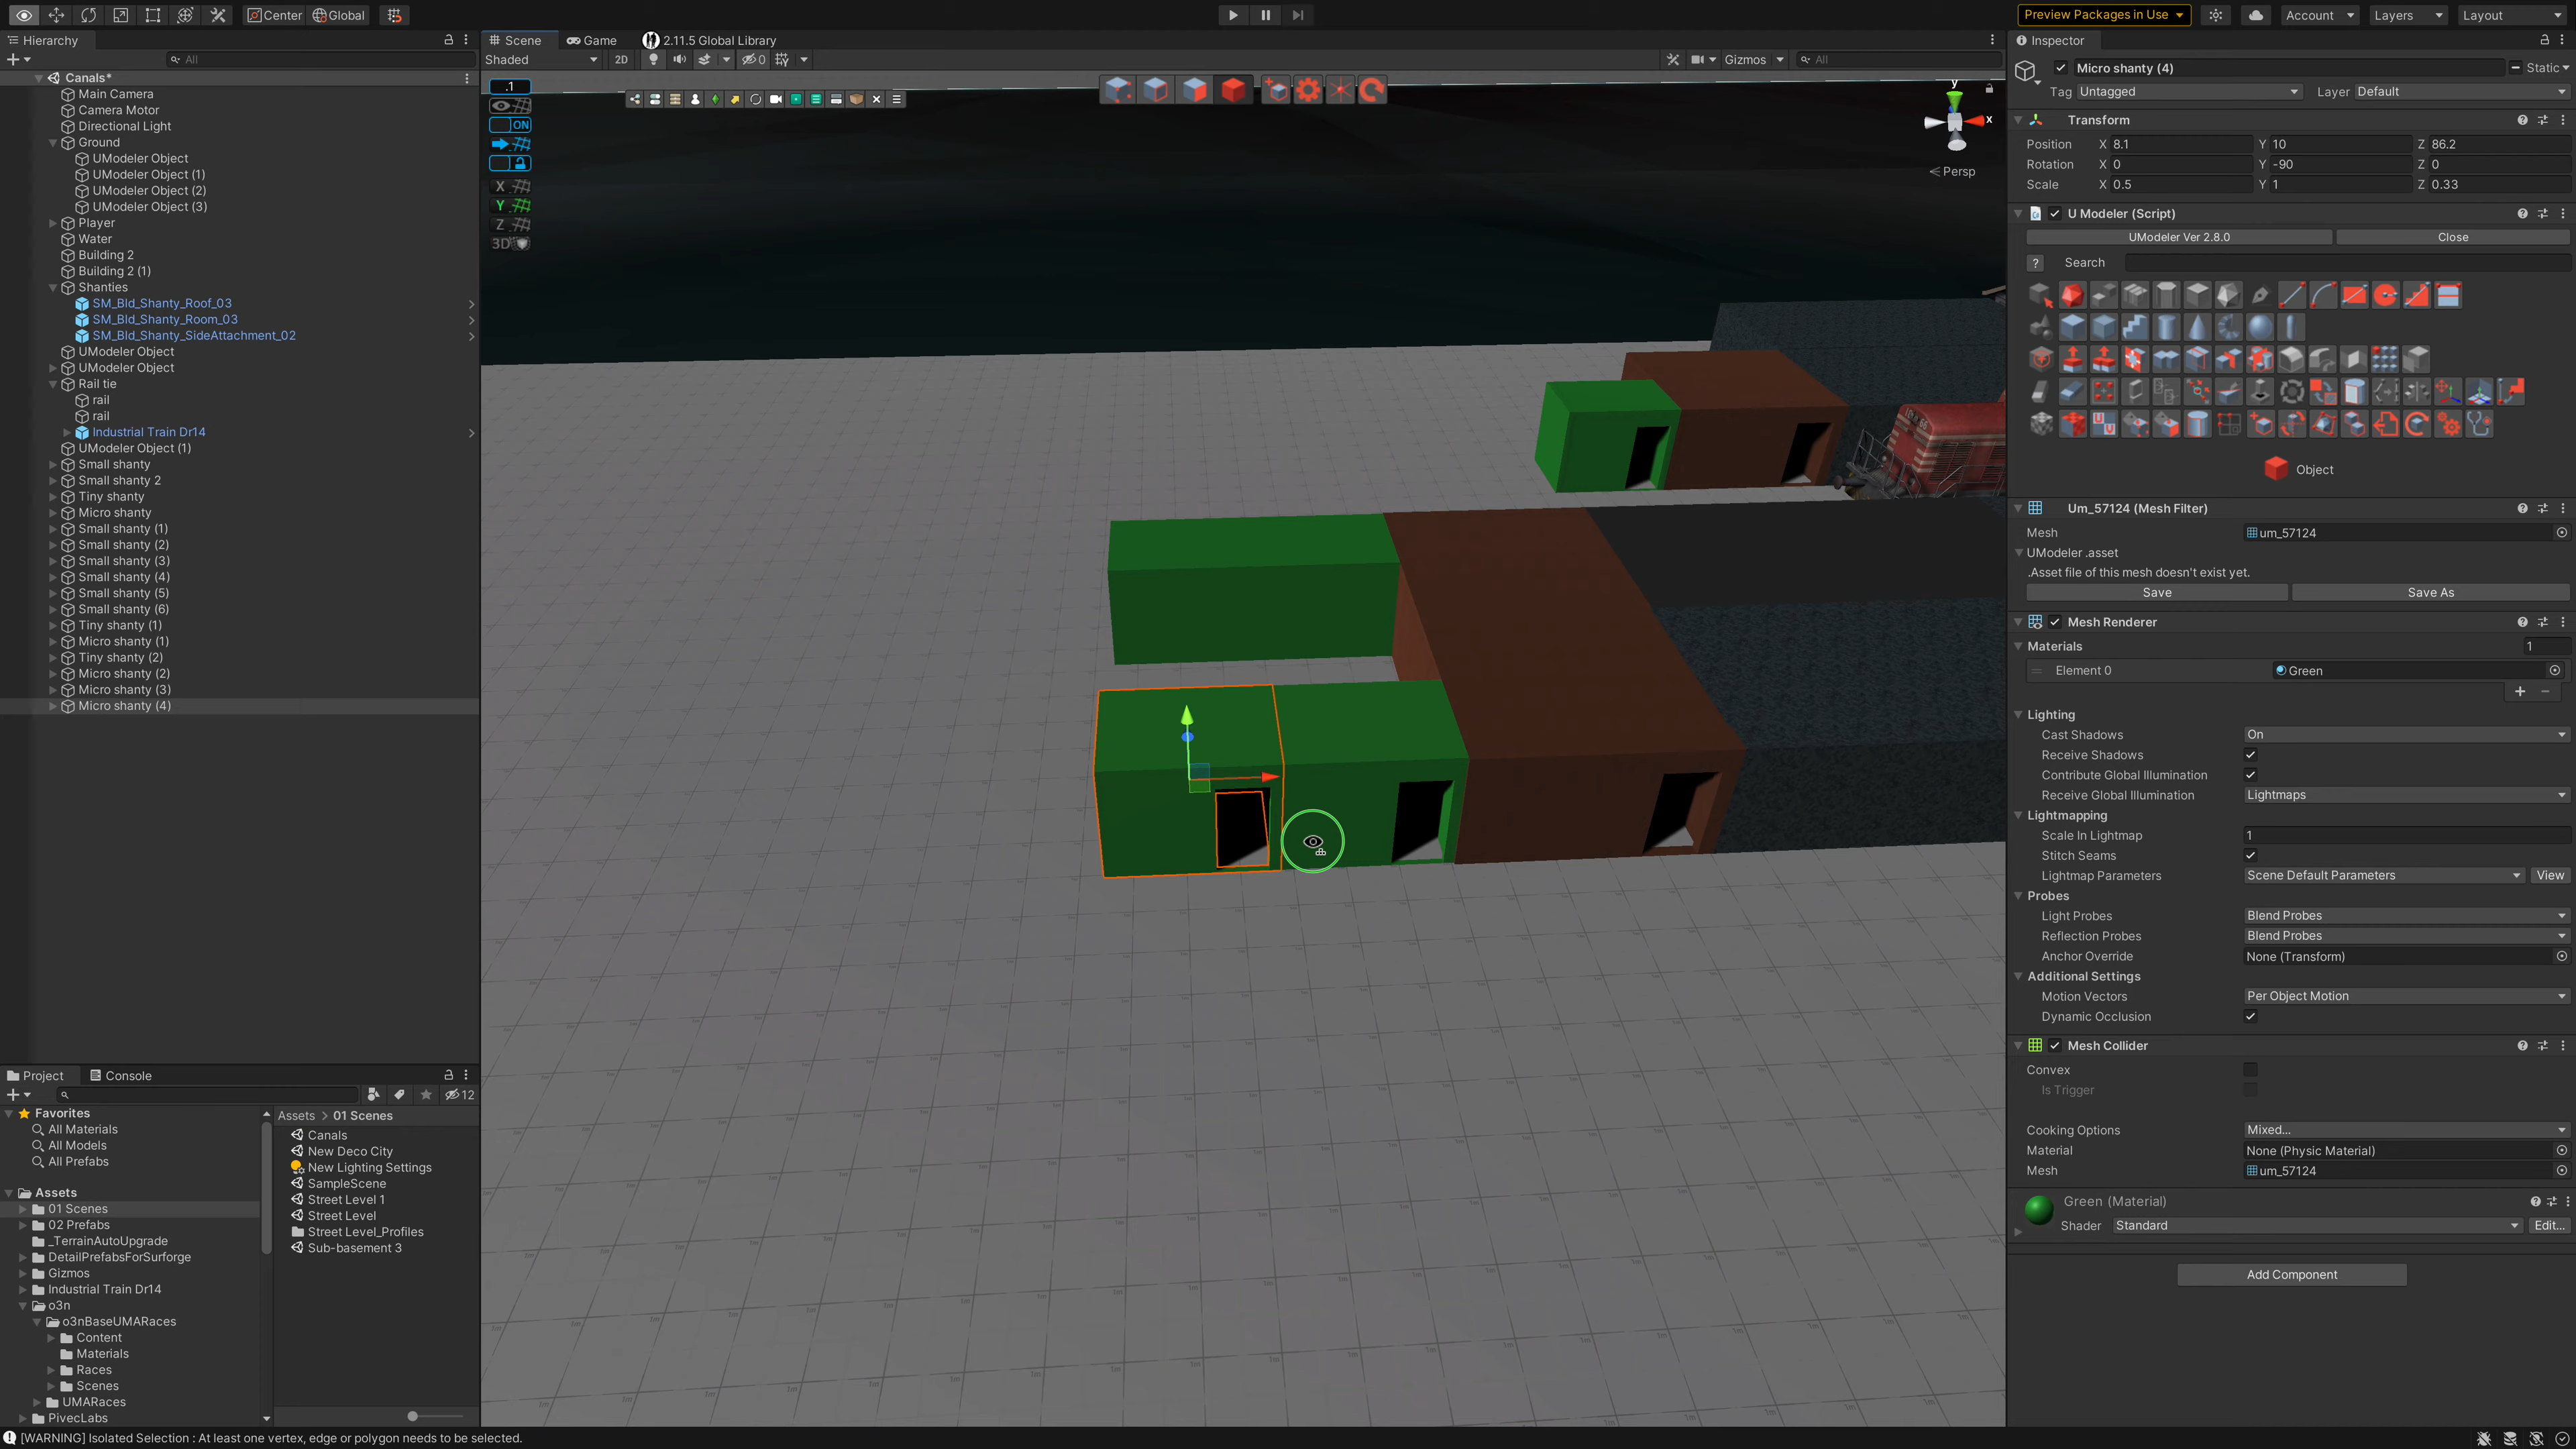 Center
Global
Preview Packages in Use
Account
Layers
Layout
Hierarchy
All
Canals*
Main Camera
Camera Motor
Directional Light
Ground
UModeler Object
UModeler Object (1)
UModeler Object (2)
UModeler Object (3)
Player
Water
Building 2
Building 2 (1)
Shanties
SM_Bld_Shanty_Roof_03
SM_Bld_Shanty_Room_03
SM_Bld_Shanty_SideAttachment_02
UModeler Object
UModeler Object
Rail tie
rail
rail
Industrial Train Dr14
UModeler Object (1)
Small shanty
Small shanty 2
Tiny shanty
Micro shanty
Small shanty (1)
Small shanty (2)
Small shanty (3)
Small shanty (4)
Small shanty (5)
Small shanty (6)
Tiny shanty (1)
Micro shanty (1)
Tiny shanty (2)
Micro shanty (2)
Micro shanty (3)
Micro shanty (4)
Project
Console
12
Favorites
All Materials
All Models
All Prefabs
Assets
01 Scenes
02 Prefabs
_TerrainAutoUpgrade
DetailPrefabsForSurforge
Gizmos
Industrial Train Dr14
o3n
o3nBaseUMARaces
Content
Materials
Races
Scenes
UMARaces
PivecLabs
Assets > 01 Scenes
Canals
New Deco City
New Lighting Settings
SampleScene
Street Level 1
Street Level
Street Level_Profiles
Sub-basement 3
[WARNING] Isolated Selection : At least one vertex, edge or polygon needs to be selected.
Scene
Game
2.11.5 Global Library
Shaded
2D
0
Gizmos
All
.1
ON
X
Y
Z
3D
y
x
Persp
Inspector
Micro shanty (4)
Static
Tag Untagged
Layer Default
Transform
Position X 8.1 Y 10 Z 86.2
Rotation X 0 Y -90 Z 0
Scale X 0.5 Y 1 Z 0.33
U Modeler (Script)
UModeler Ver 2.8.0
Close
? Search
Object
Um_57124 (Mesh Filter)
Mesh um_57124
UModeler .asset
.Asset file of this mesh doesn't exist yet.
Save
Save As
Mesh Renderer
Materials 1
Element 0 Green
Lighting
Cast Shadows On
Receive Shadows
Contribute Global Illumination
Receive Global Illumination Lightmaps
Lightmapping
Scale In Lightmap 1
Stitch Seams
Lightmap Parameters Scene Default Parameters View
Probes
Light Probes Blend Probes
Reflection Probes Blend Probes
Anchor Override None (Transform)
Additional Settings
Motion Vectors Per Object Motion
Dynamic Occlusion
Mesh Collider
Convex
Is Trigger
Cooking Options Mixed...
Material None (Physic Material)
Mesh um_57124
Green (Material)
Shader Standard Edit...
Add Component